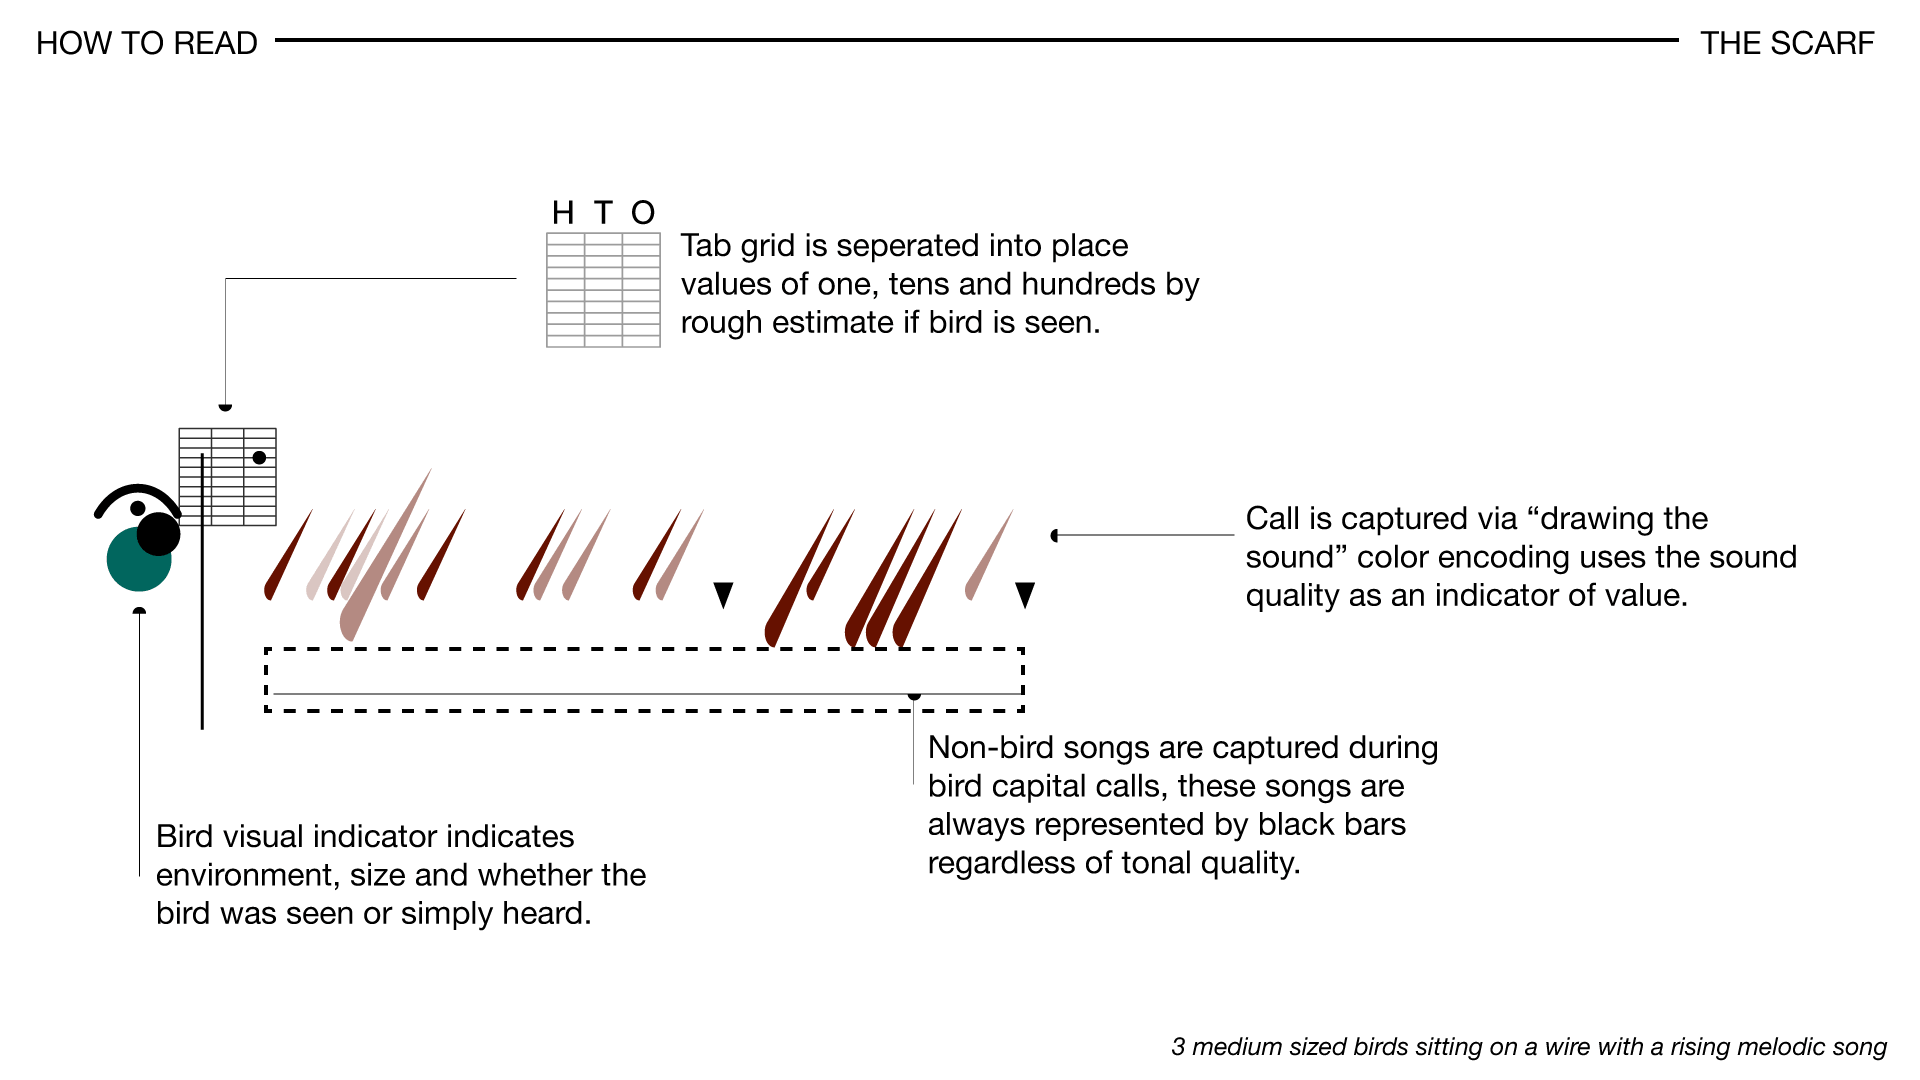 HOW TO READ
THE SCARF
H T O
Tab grid is seperated into place
values of one, tens and hundreds by
rough estimate if bird is seen.
Call is captured via “drawing the
sound” color encoding uses the sound
quality as an indicator of value.
Non-bird songs are captured during
bird capital calls, these songs are
always represented by black bars
regardless of tonal quality.
Bird visual indicator indicates
environment, size and whether the
bird was seen or simply heard.
3 medium sized birds sitting on a wire with a rising melodic song